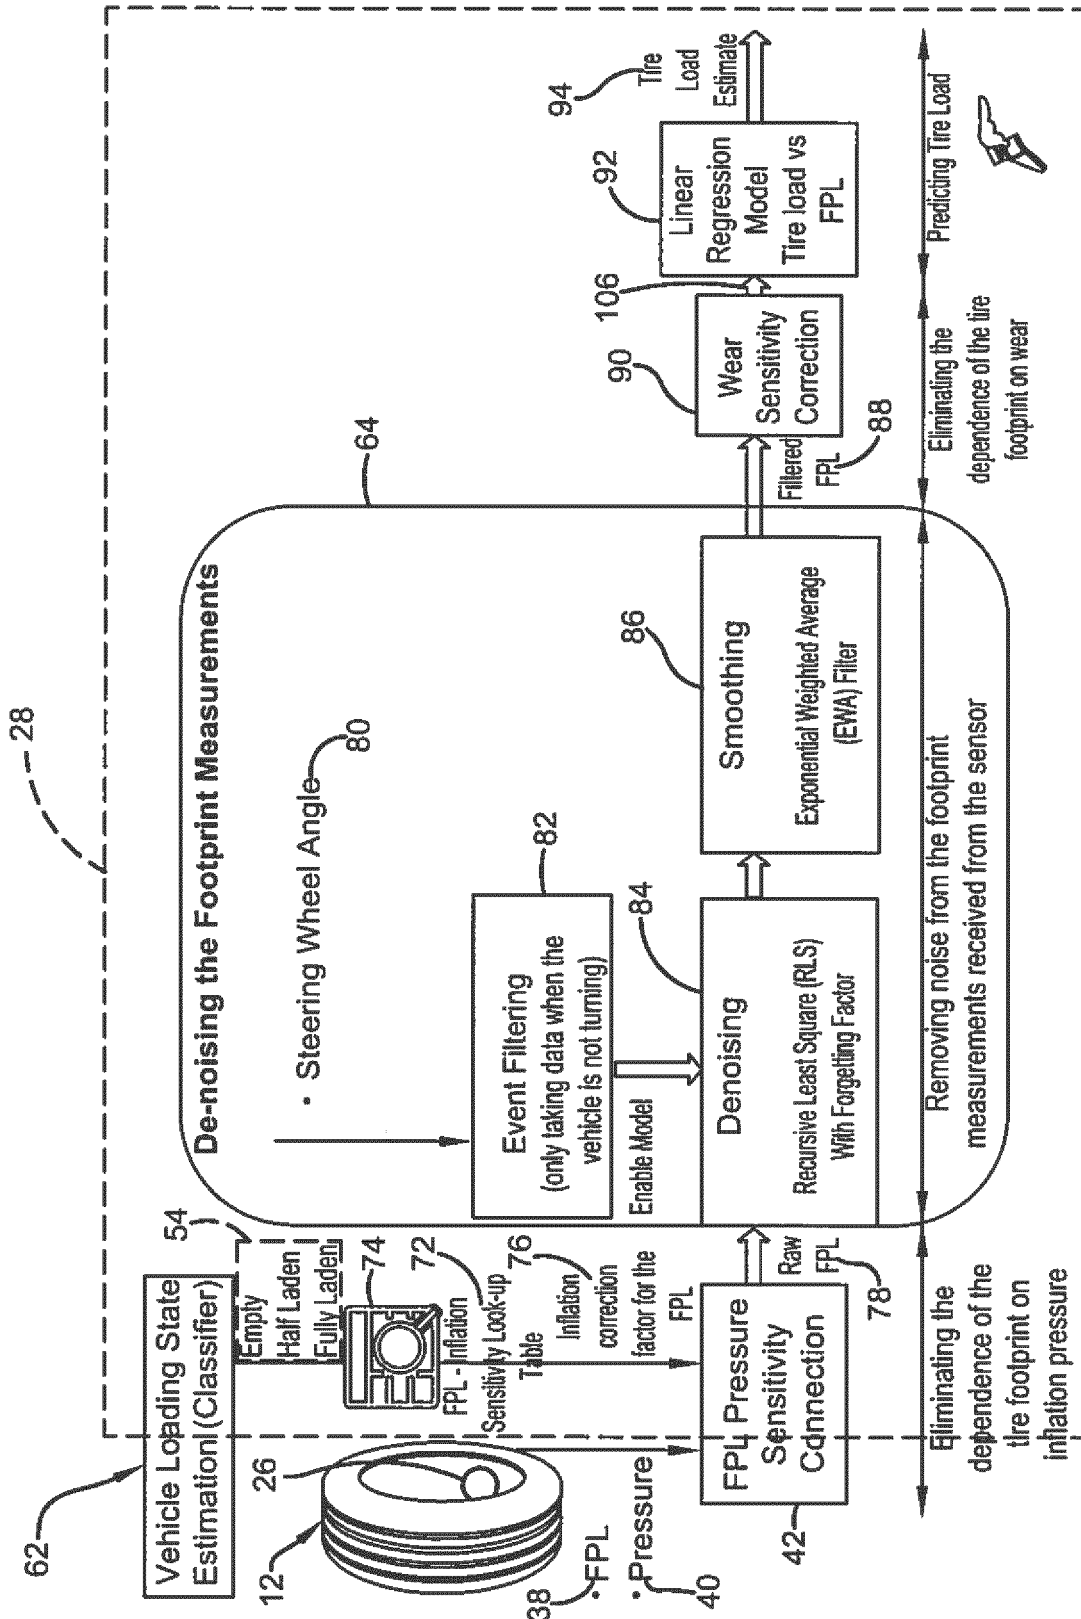 28
62
Vehicle Loading State
Estimation (Classifier)
54
Empty
Half Laden
Fully Laden
74
FPL - Inflation
Sensitivity Look-up
Table
72
76
Inflation
correction
factor for the
FPL
12
26
38
• FPL
• Pressure
40
FPL Pressure
Sensitivity
Connection
42
Raw
FPL
78
64
De-noising the Footprint Measurements
• Steering Wheel Angle
80
Event Filtering
(only taking data when the
vehicle is not turning)
82
Enable Model
84
Denoising
Recursive Least Square (RLS)
With Forgetting Factor
86
Smoothing
Exponential Weighted Average
(EWA) Filter
Filtered
FPL
88
90
Wear
Sensitivity
Correction
106
92
Linear
Regression
Model
Tire load vs
FPL
94
Tire
Load
Estimate
Eliminating the
dependence of the
tire footprint on
inflation pressure
Removing noise from the footprint
measurements received from the sensor
Eliminating the
dependence of the tire
footprint on wear
Predicting Tire Load